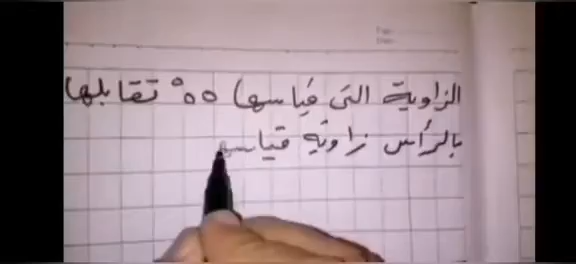 الزاوية التى قياسها ٥٥° تقابلها
بالرأس زاوية قياسها